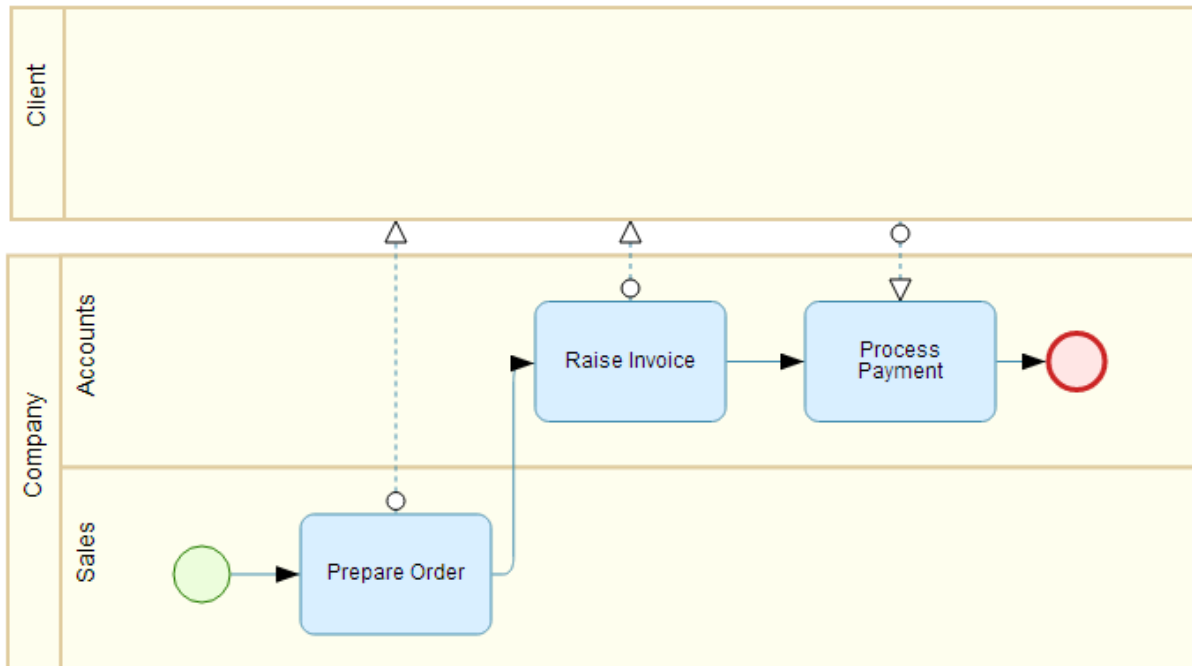 Client
Company
Accounts
Raise Invoice
Process
Payment
Sales
Prepare Order